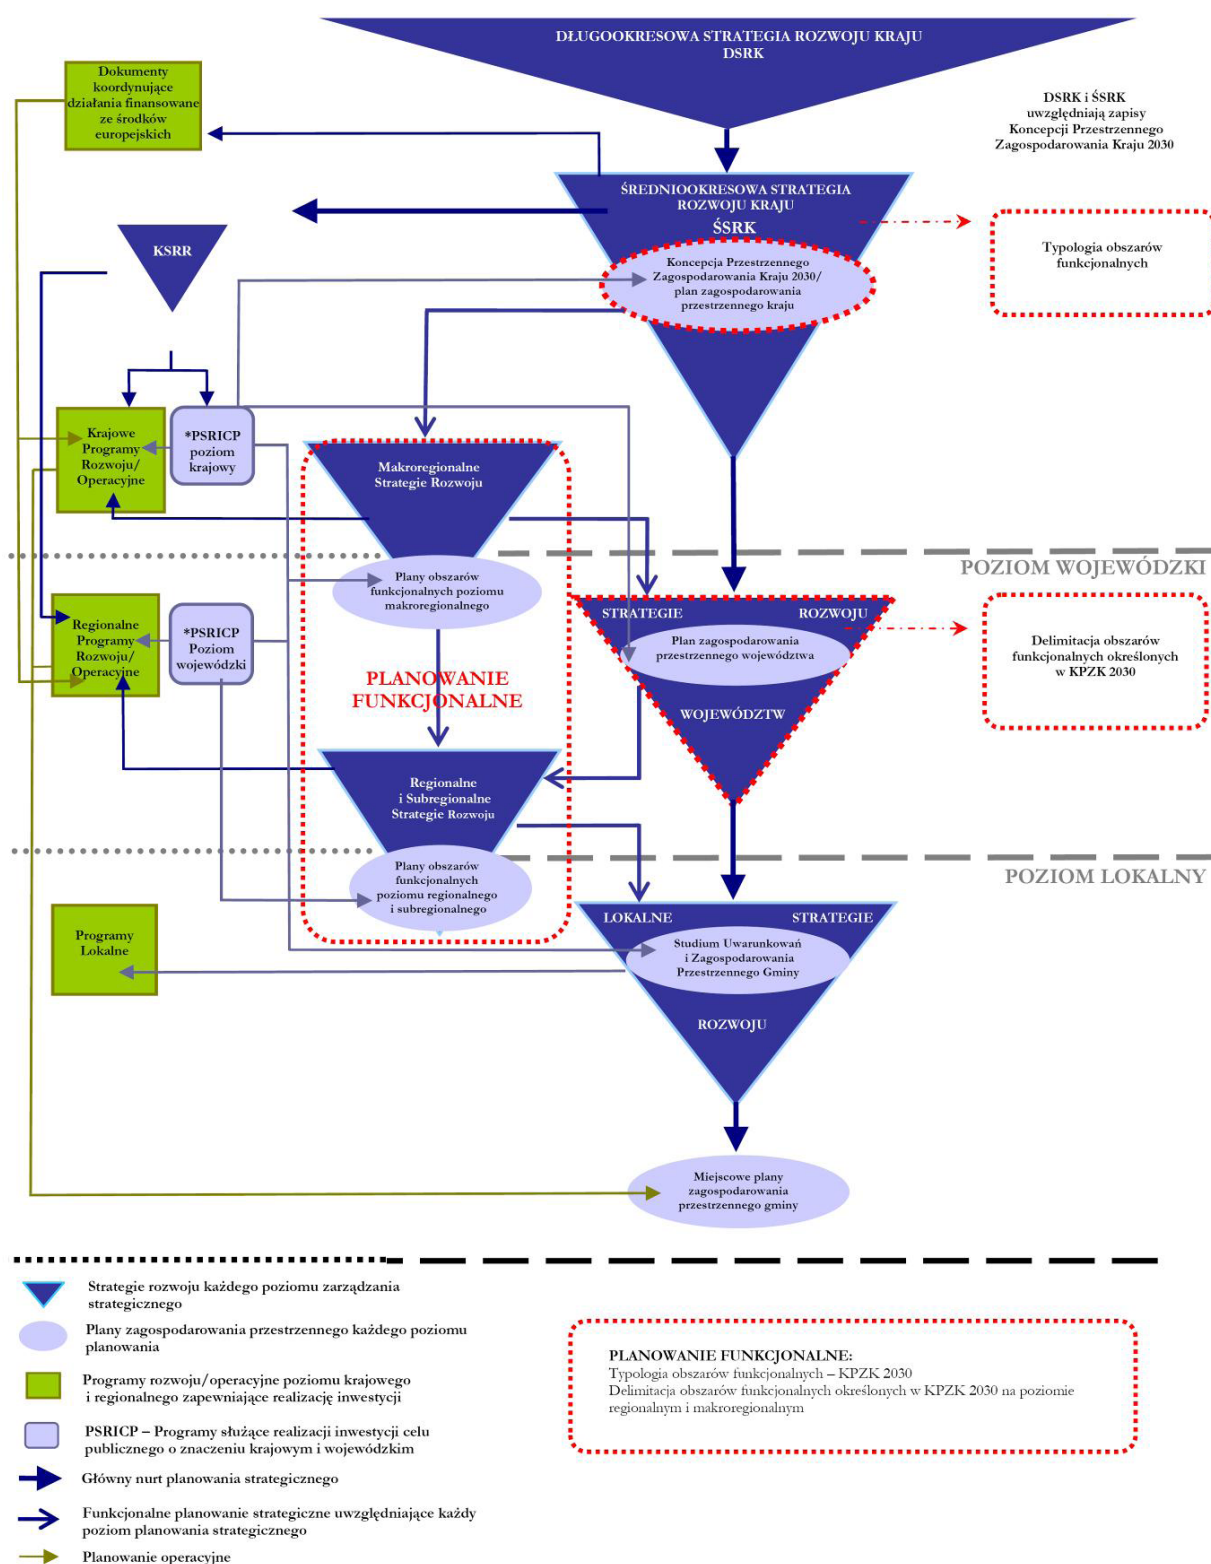 DŁUGOOKRESOWA STRATEGIA ROZWOJU KRAJU
DSRK
Dokumenty
koordynujące
działania finansowane
ze środków
europejskich
DSRK i ŚSRK
uwzględniają zapisy
Koncepcji Przestrzennego
Zagospodarowania Kraju 2030
ŚREDNIOOKRESOWA STRATEGIA
ROZWOJU KRAJU
ŚSRK
KSRR
Typologia obszarów
funkcjonalnych
Koncepcja Przestrzennego
Zagospodarowania Kraju 2030/
plan zagospodarowania
przestrzennego kraju
Krajowe
Programy
Rozwoju/
Operacyjne
*PSRICP
poziom
krajowy
Makroregionalne
Strategie Rozwoju
POZIOM WOJEWÓDZKI
Plany obszarów
funkcjonalnych poziomu
makroregionalnego
STRATEGIE ROZWOJU
Plan zagospodarowania
przestrzennego województwa
WOJEWÓDZTW
Delimitacja obszarów
funkcjonalnych określonych
w KPZK 2030
Regionalne
Programy
Rozwoju/
Operacyjne
*PSRICP
Poziom
wojewódzki
PLANOWANIE
FUNKCJONALNE
Regionalne
i Subregionalne
Strategie Rozwoju
Plany obszarów
funkcjonalnych
poziomu regionalnego
i subregionalnego
POZIOM LOKALNY
Programy
Lokalne
LOKALNE STRATEGIE
Studium Uwarunkowań
i Zagospodarowania
Przestrzennego Gminy
ROZWOJU
Miejscowe plany
zagospodarowania
przestrzennego gminy
Strategie rozwoju każdego poziomu zarządzania
strategicznego
Plany zagospodarowania przestrzennego każdego poziomu
planowania
Programy rozwoju/operacyjne poziomu krajowego
i regionalnego zapewniające realizację inwestycji
PSRICP – Programy służące realizacji inwestycji celu
publicznego o znaczeniu krajowym i wojewódzkim
Główny nurt planowania strategicznego
Funkcjonalne planowanie strategiczne uwzględniające każdy
poziom planowania strategicznego
Planowanie operacyjne
PLANOWANIE FUNKCJONALNE:
Typologia obszarów funkcjonalnych – KPZK 2030
Delimitacja obszarów funkcjonalnych określonych w KPZK 2030 na poziomie
regionalnym i makroregionalnym